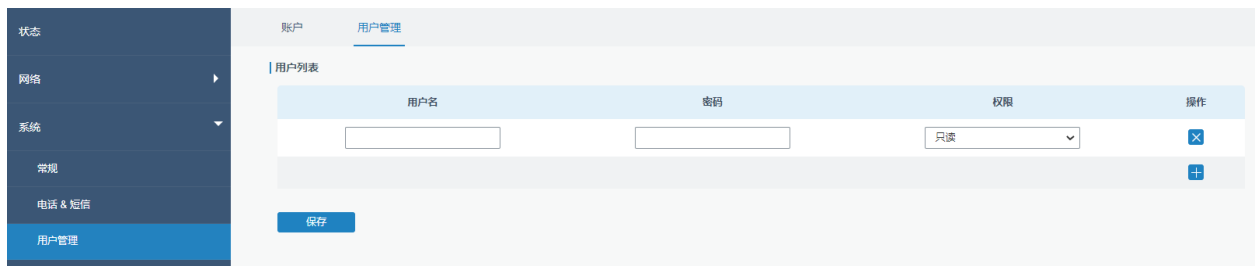 状态
网络
系统
常规
电话 & 短信
用户管理
账户 用户管理
用户列表
用户名 密码 权限 操作
只读
保存